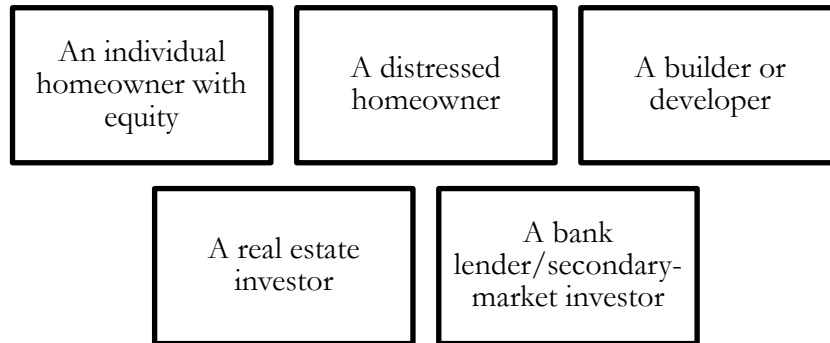 An individual
homeowner with
equity
A distressed
homeowner
A builder or
developer
A real estate
investor
A bank
lender/secondary-
market investor